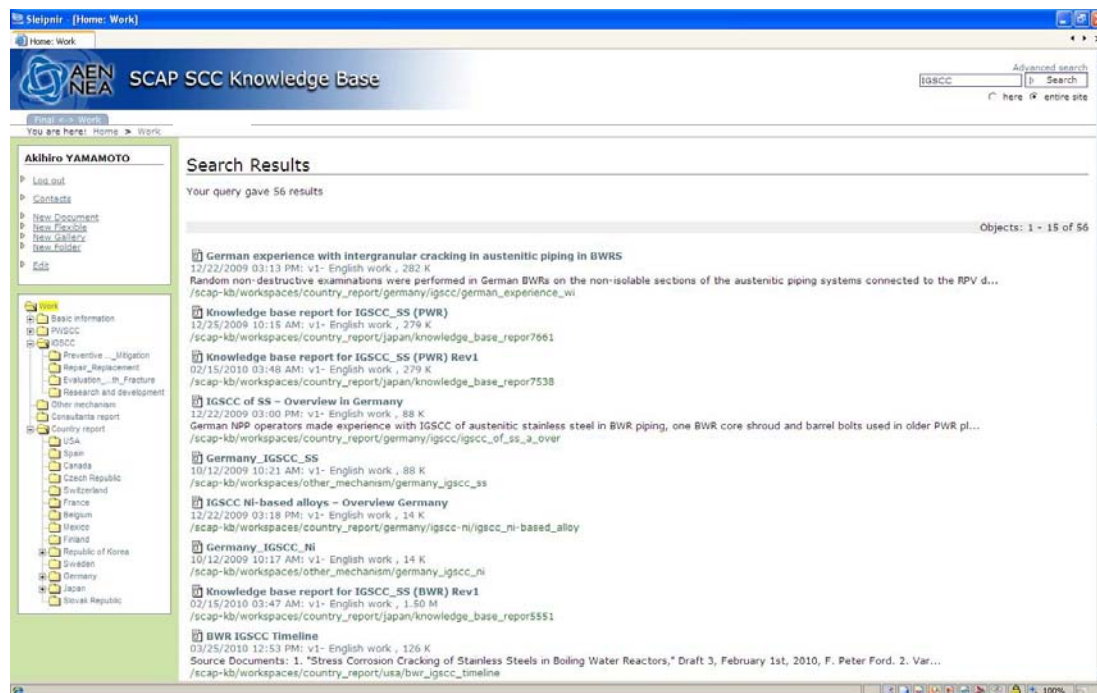 Sleipnir - [Home: Work]
Home: Work
AEN
NEA
SCAP SCC Knowledge Base
Advanced search
IGSCC
Search
here entire site
Final <-> Work
You are here: Home > Work
Akihiro YAMAMOTO
Log out
Contacts
New Document
New Flexible
New Gallery
New Folder
Edit
Work
Basic information
PWSCC
IGSCC
Preventive ..._Mitigation
Repair_Replacement
Evaluation_...th_Fracture
Research and development
Other mechanism
Consultants report
Country report
USA
Spain
Canada
Czech Republic
Switzerland
France
Belgium
Mexico
Finland
Republic of Korea
Sweden
Germany
Japan
Slovak Republic
Search Results
Your query gave 56 results
Objects: 1 - 15 of 56
German experience with intergranular cracking in austenitic piping in BWRS
12/22/2009 03:13 PM: v1- English work , 282 K
Random non-destructive examinations were performed in German BWRs on the non-isolable sections of the austenitic piping systems connected to the RPV d...
/scap-kb/workspaces/country_report/germany/igscc/german_experience_wi
Knowledge base report for IGSCC_SS (PWR)
12/25/2009 10:15 AM: v1- English work , 279 K
/scap-kb/workspaces/country_report/japan/knowledge_base_repor7661
Knowledge base report for IGSCC_SS (PWR) Rev1
02/15/2010 03:48 AM: v1- English work , 279 K
/scap-kb/workspaces/country_report/japan/knowledge_base_repor7538
IGSCC of SS – Overview in Germany
12/22/2009 03:00 PM: v1- English work , 88 K
German NPP operators made experience with IGSCC of austenitic stainless steel in BWR piping, one BWR core shroud and barrel bolts used in older PWR pl...
/scap-kb/workspaces/country_report/germany/igscc/igscc_of_ss_a_over
Germany_IGSCC_SS
10/12/2009 10:21 AM: v1- English work , 88 K
/scap-kb/workspaces/other_mechanism/germany_igscc_ss
IGSCC Ni-based alloys – Overview Germany
12/22/2009 03:18 PM: v1- English work , 14 K
/scap-kb/workspaces/country_report/germany/igscc-ni/igscc_ni-based_alloy
Germany_IGSCC_Ni
10/12/2009 10:17 AM: v1- English work , 14 K
/scap-kb/workspaces/other_mechanism/germany_igscc_ni
Knowledge base report for IGSCC_SS (BWR) Rev1
02/15/2010 03:47 AM: v1- English work , 1.50 M
/scap-kb/workspaces/country_report/japan/knowledge_base_repor5551
BWR IGSCC Timeline
03/25/2010 12:53 PM: v1- English work , 126 K
Source Documents: 1. "Stress Corrosion Cracking of Stainless Steels in Boiling Water Reactors," Draft 3, February 1st, 2010, F. Peter Ford. 2. Var...
/scap-kb/workspaces/country_report/usa/bwr_igscc_timeline
100%